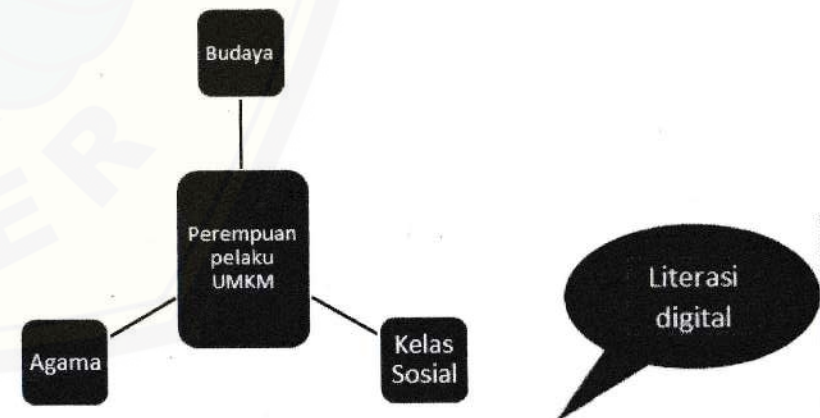 Budaya
Perempuan
pelaku
UMKM
Agama
Kelas
Sosial
Literasi
digital